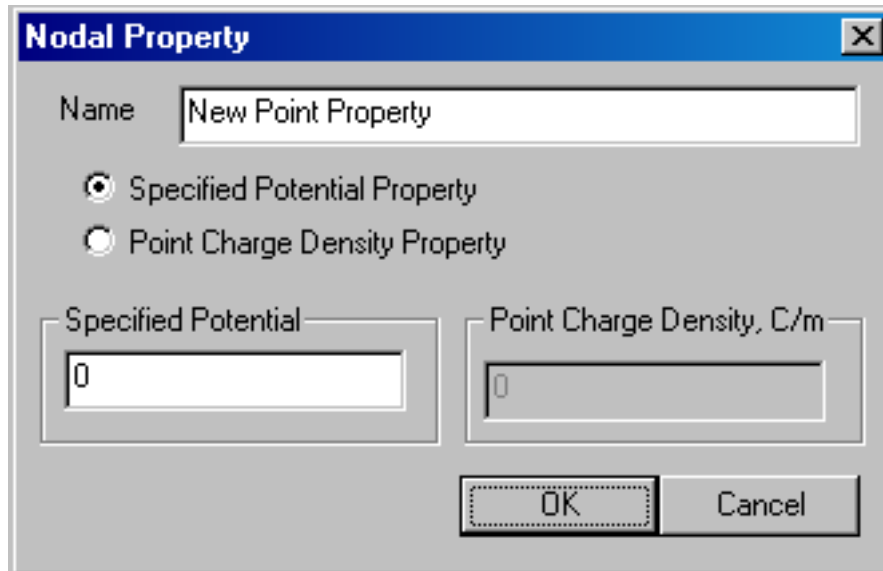 Nodal Property
Name New Point Property
Specified Potential Property
Point Charge Density Property
Specified Potential
0
Point Charge Density, C/m
0
OK Cancel